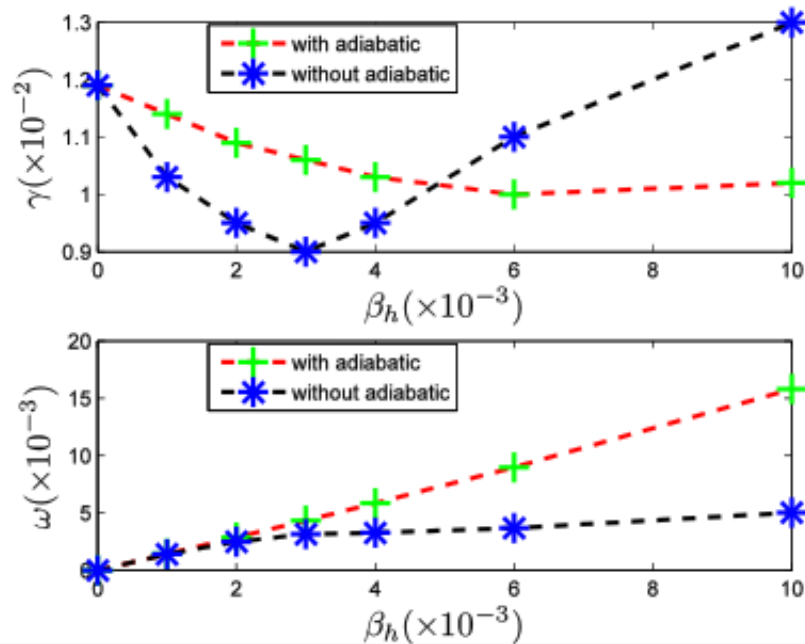 1.3
with adiabatic
without adiabatic
1.2
1.1
1
0.9
γ(×10⁻²)
0 2 4 6 8 10
βₕ(×10⁻³)
20
with adiabatic
without adiabatic
15
10
5
0
ω(×10⁻³)
0 2 4 6 8 10
βₕ(×10⁻³)